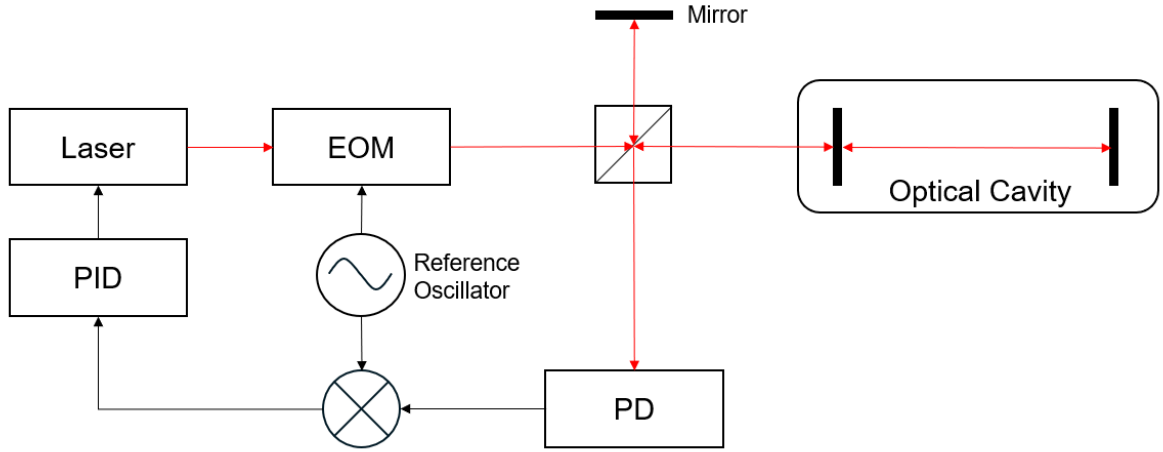 Mirror
Laser
EOM
Optical Cavity
PID
Reference
Oscillator
PD